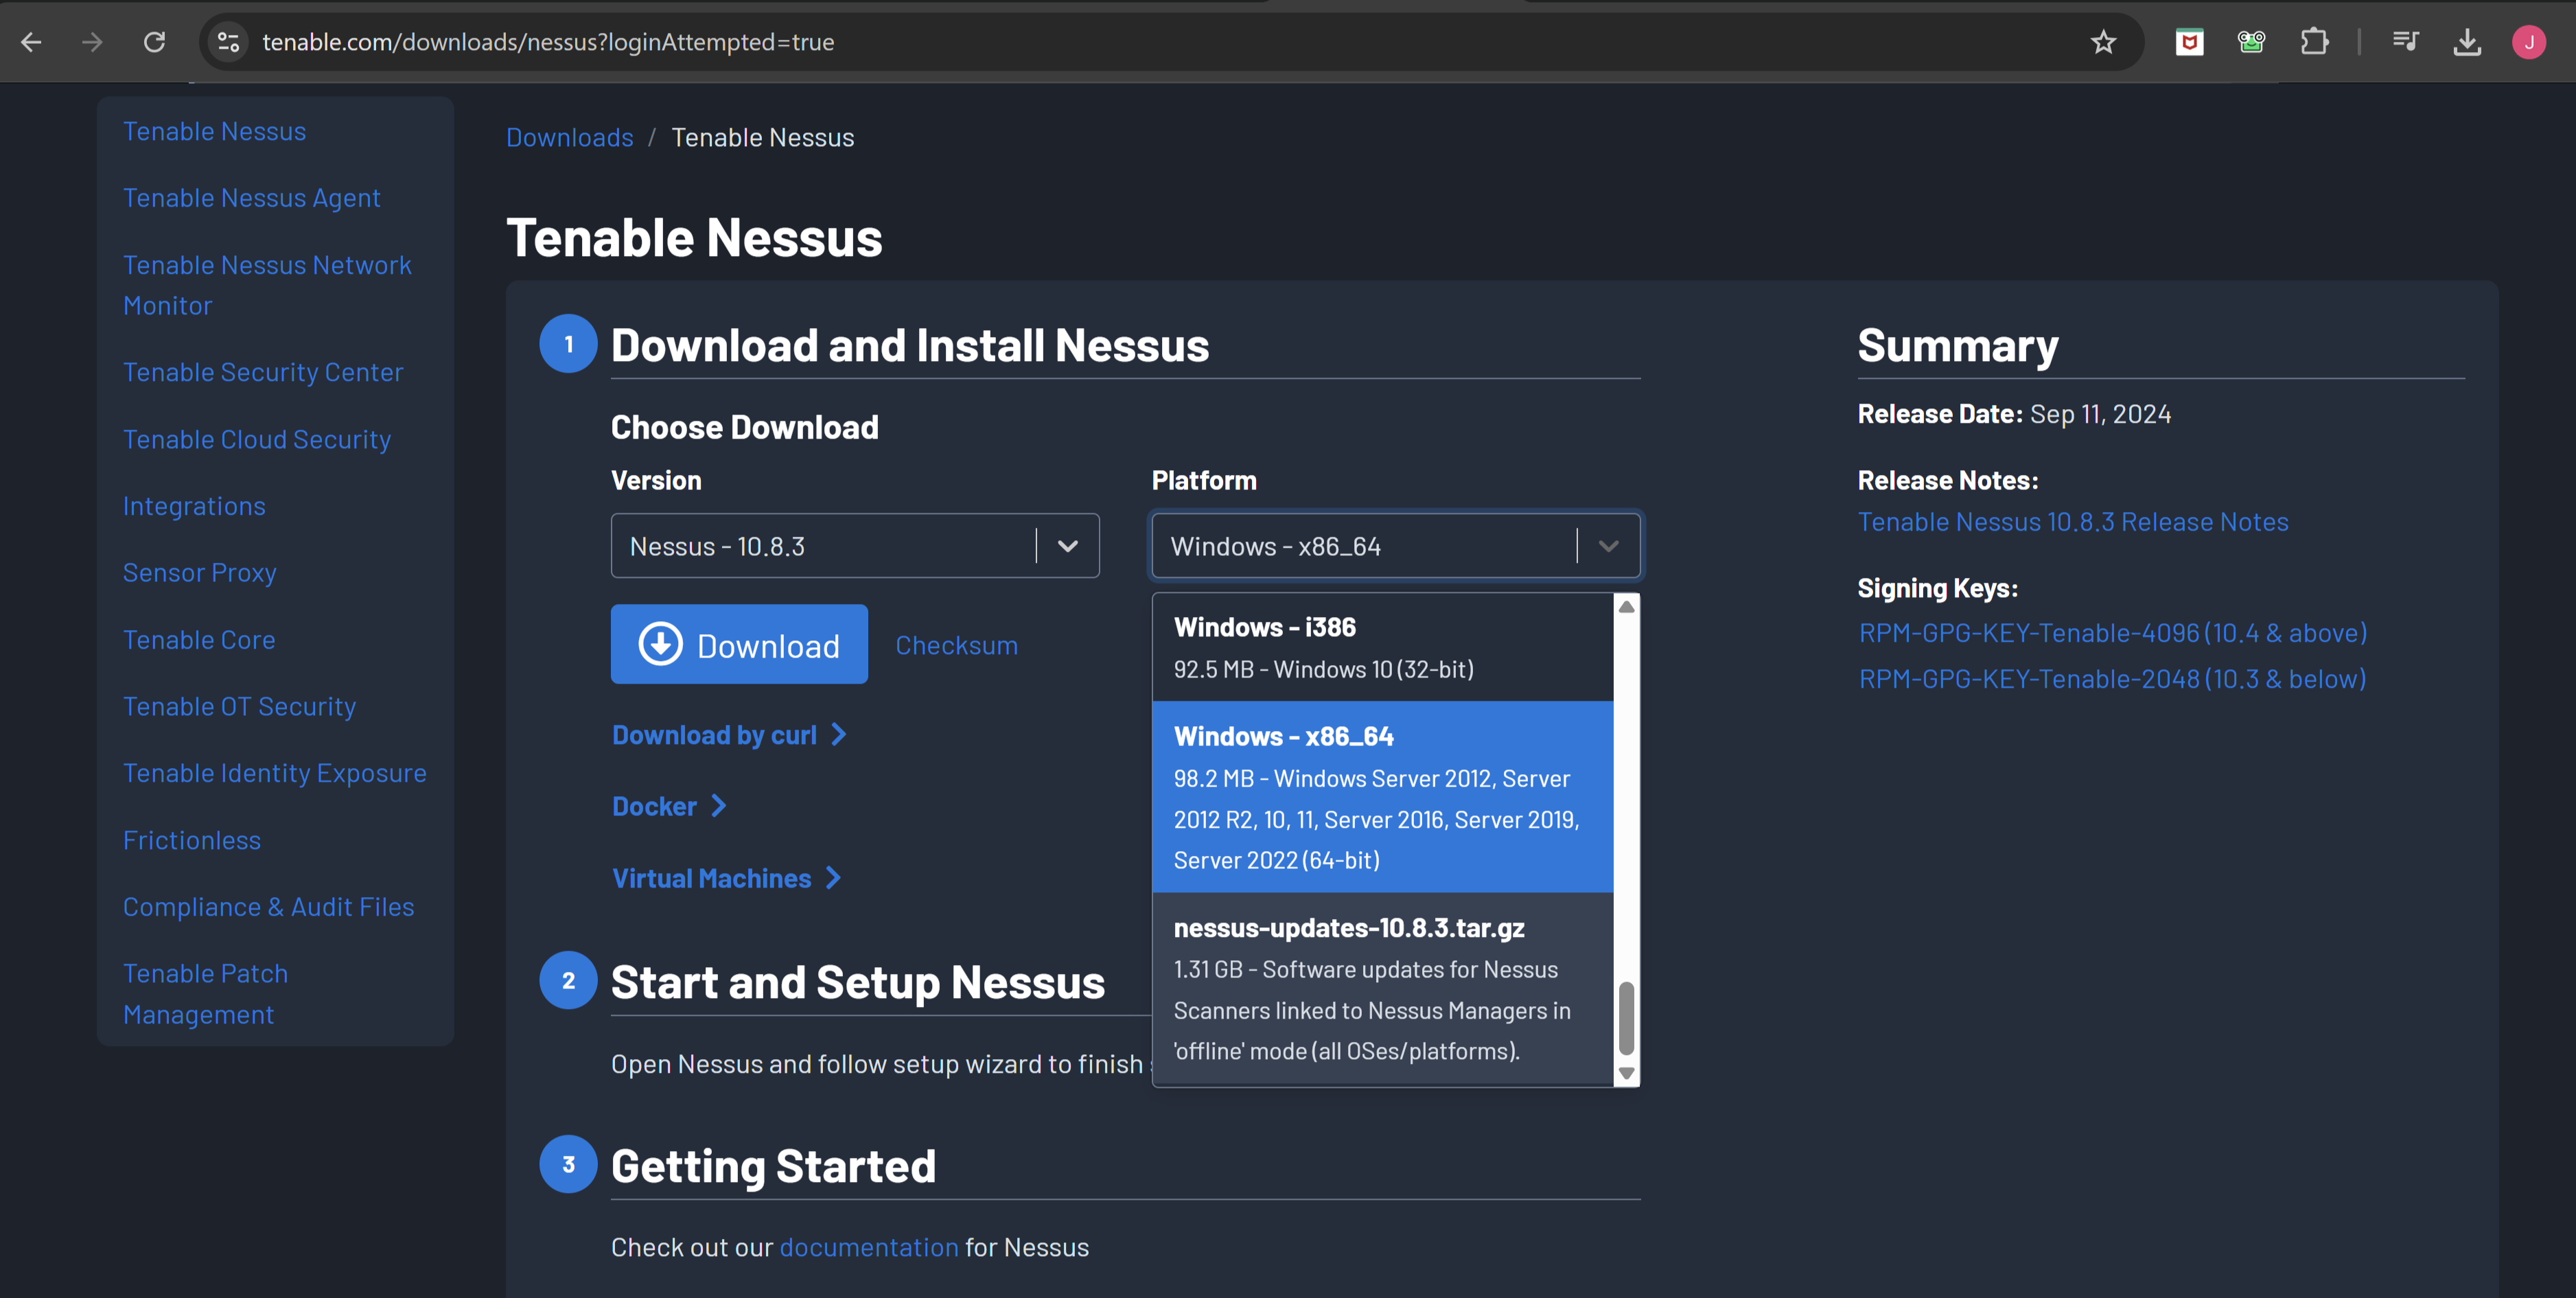 tenable.com/downloads/nessus?loginAttempted=true
J
Tenable Nessus
Tenable Nessus Agent
Tenable Nessus Network
Monitor
Tenable Security Center
Tenable Cloud Security
Integrations
Sensor Proxy
Tenable Core
Tenable OT Security
Tenable Identity Exposure
Frictionless
Compliance & Audit Files
Tenable Patch
Management
Downloads / Tenable Nessus
Tenable Nessus
1 Download and Install Nessus
Choose Download
Version
Nessus - 10.8.3
Platform
Windows - x86_64
Download
Checksum
Download by curl
Docker
Virtual Machines
Windows - i386
92.5 MB - Windows 10 (32-bit)
Windows - x86_64
98.2 MB - Windows Server 2012, Server
2012 R2, 10, 11, Server 2016, Server 2019,
Server 2022 (64-bit)
nessus-updates-10.8.3.tar.gz
1.31 GB - Software updates for Nessus
Scanners linked to Nessus Managers in
'offline' mode (all OSes/platforms).
2 Start and Setup Nessus
Open Nessus and follow setup wizard to finish
3 Getting Started
Check out our documentation for Nessus
Summary
Release Date: Sep 11, 2024
Release Notes:
Tenable Nessus 10.8.3 Release Notes
Signing Keys:
RPM-GPG-KEY-Tenable-4096 (10.4 & above)
RPM-GPG-KEY-Tenable-2048 (10.3 & below)